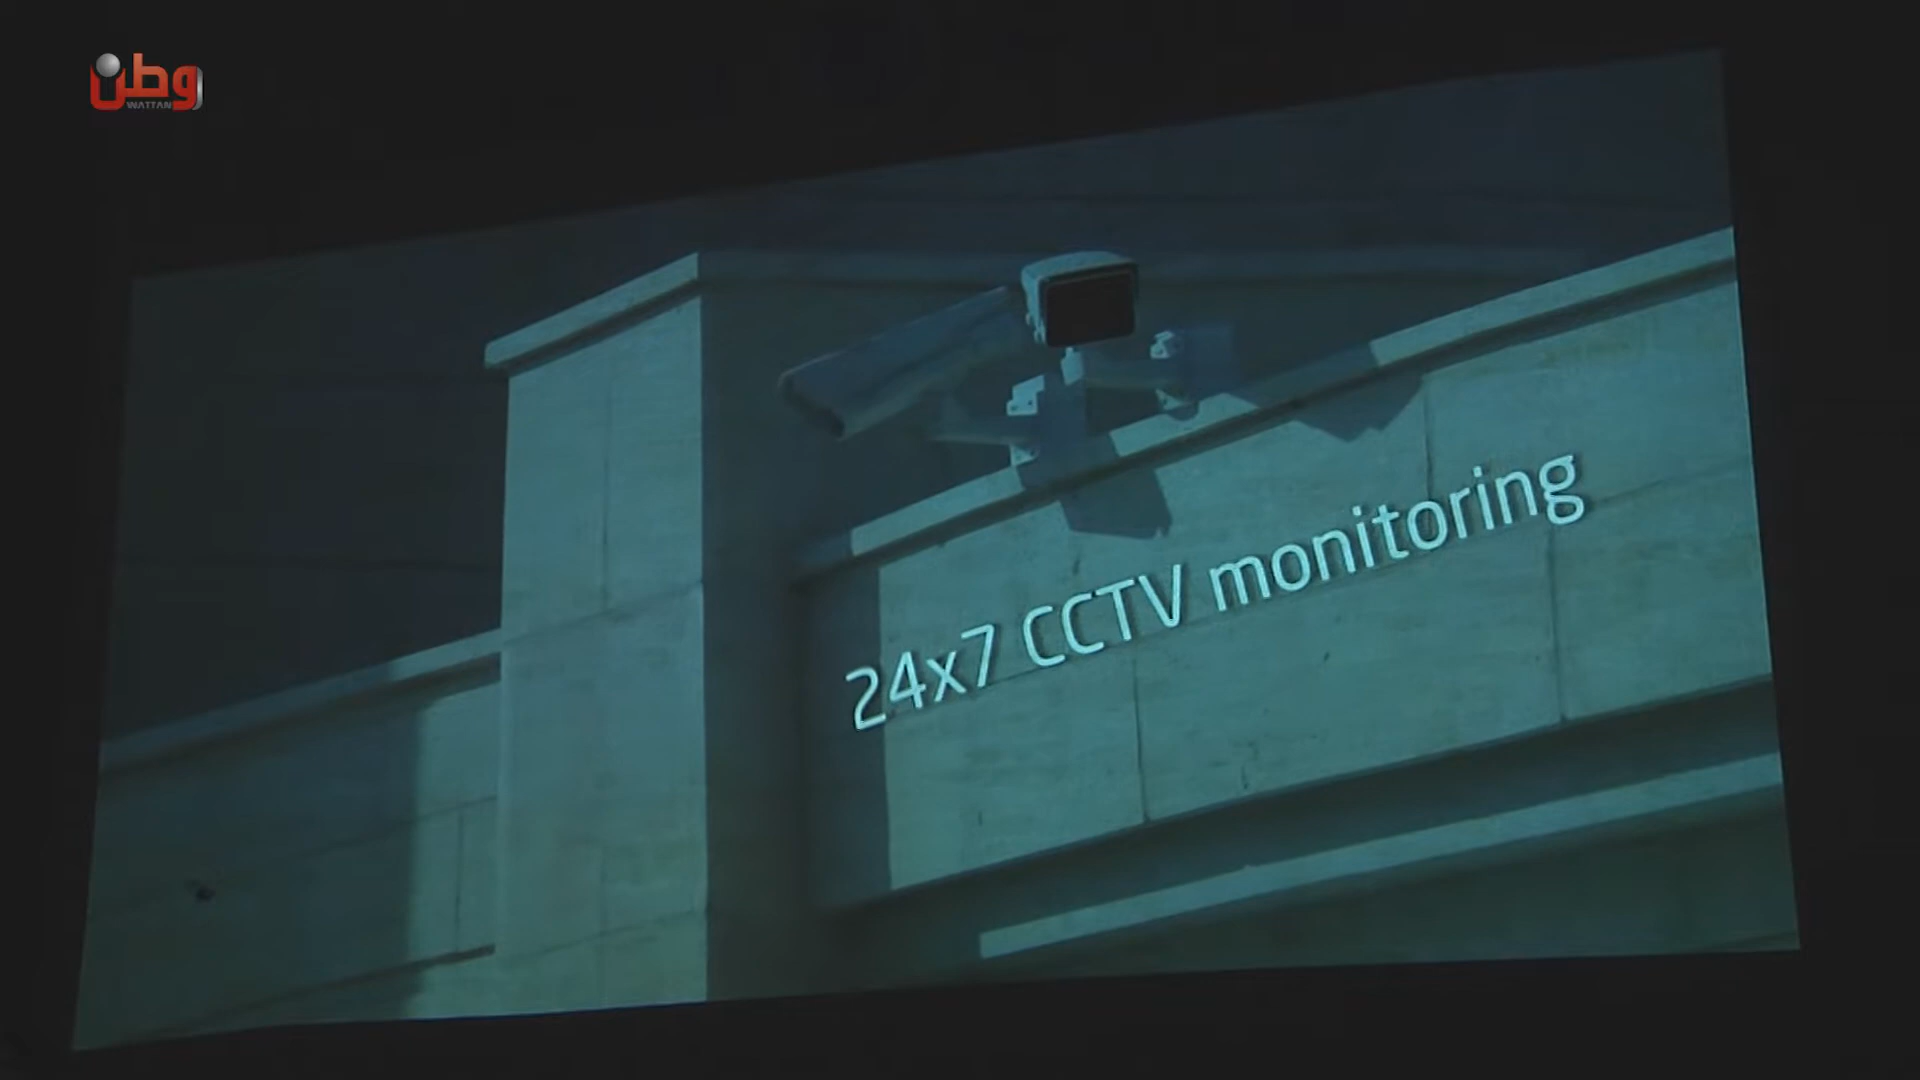 وطن
WATTAN
24x7 CCTV monitoring